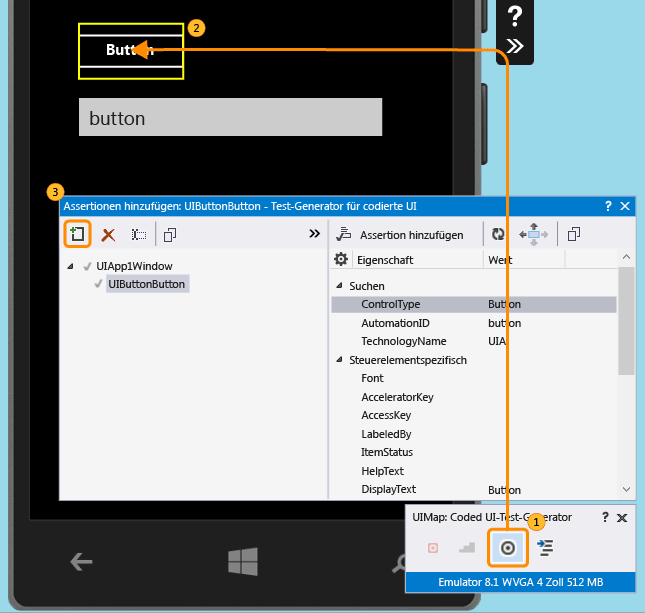 ?
2
Button
button
3
Assertionen hinzufügen: UIButtonButton - Test-Generator für codierte UI ?
Assertion hinzufügen
UIApp1Window
UIButtonButton
Eigenschaft Wert
Suchen
ControlType Button
AutomationID button
TechnologyName UIA
Steuerelementspezifisch
Font
AcceleratorKey
AccessKey
LabeledBy
ItemStatus
HelpText
DisplayText Button
UIMap: Coded UI-Test-Generator ?
1
Emulator 8.1 WVGA 4 Zoll 512 MB